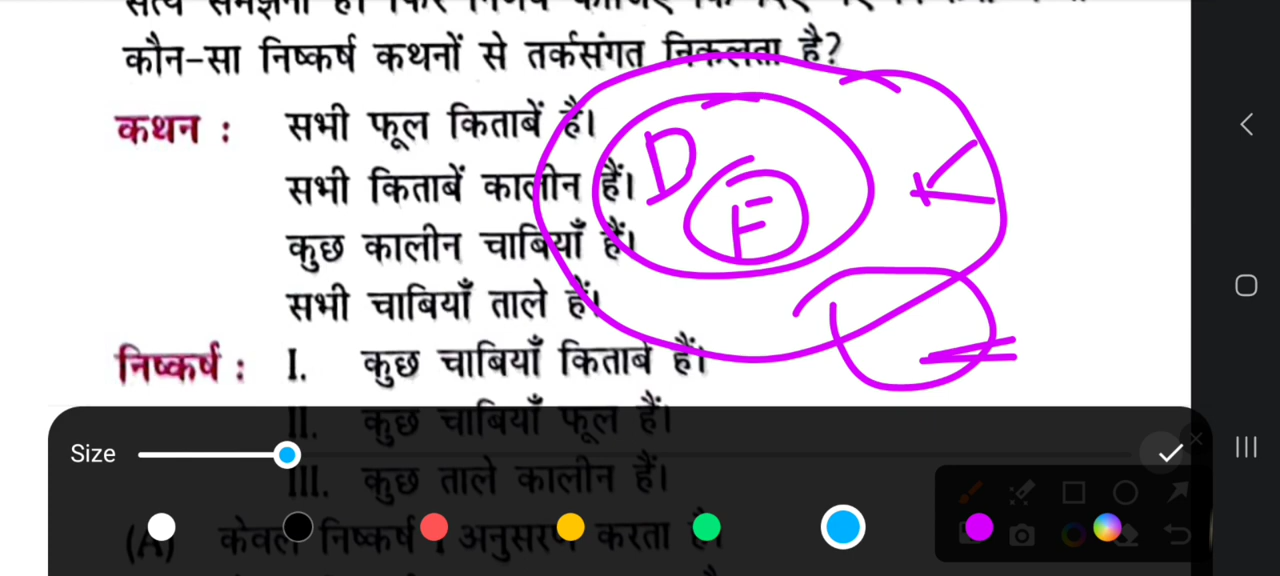 कौन-सा निष्कर्ष कथनों से तर्कसंगत निकलता है?
कथन : सभी फूल किताबें हैं।
सभी किताबें कालीन हैं।
कुछ कालीन चाबियाँ हैं।
सभी चाबियाँ ताले हैं।
D
F
K
निष्कर्ष : I. कुछ चाबियाँ किताबें हैं।
II. कुछ चाबियाँ फूल हैं।
Size
III. कुछ ताले कालीन हैं।
(A) केवल निष्कर्ष अनुसरण करता है।